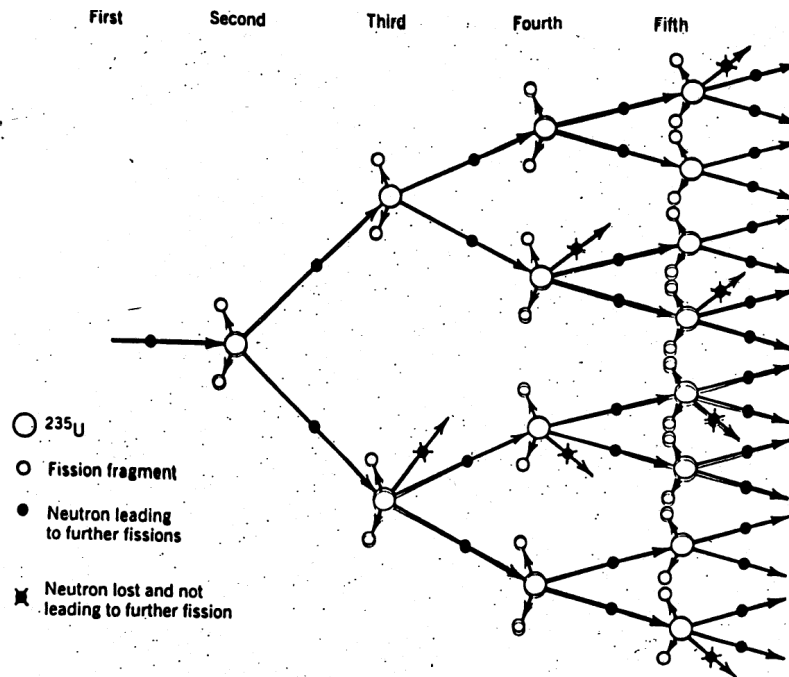 First Second Third Fourth Fifth
235U
Fission fragment
Neutron leading
to further fissions
Neutron lost and not
leading to further fission